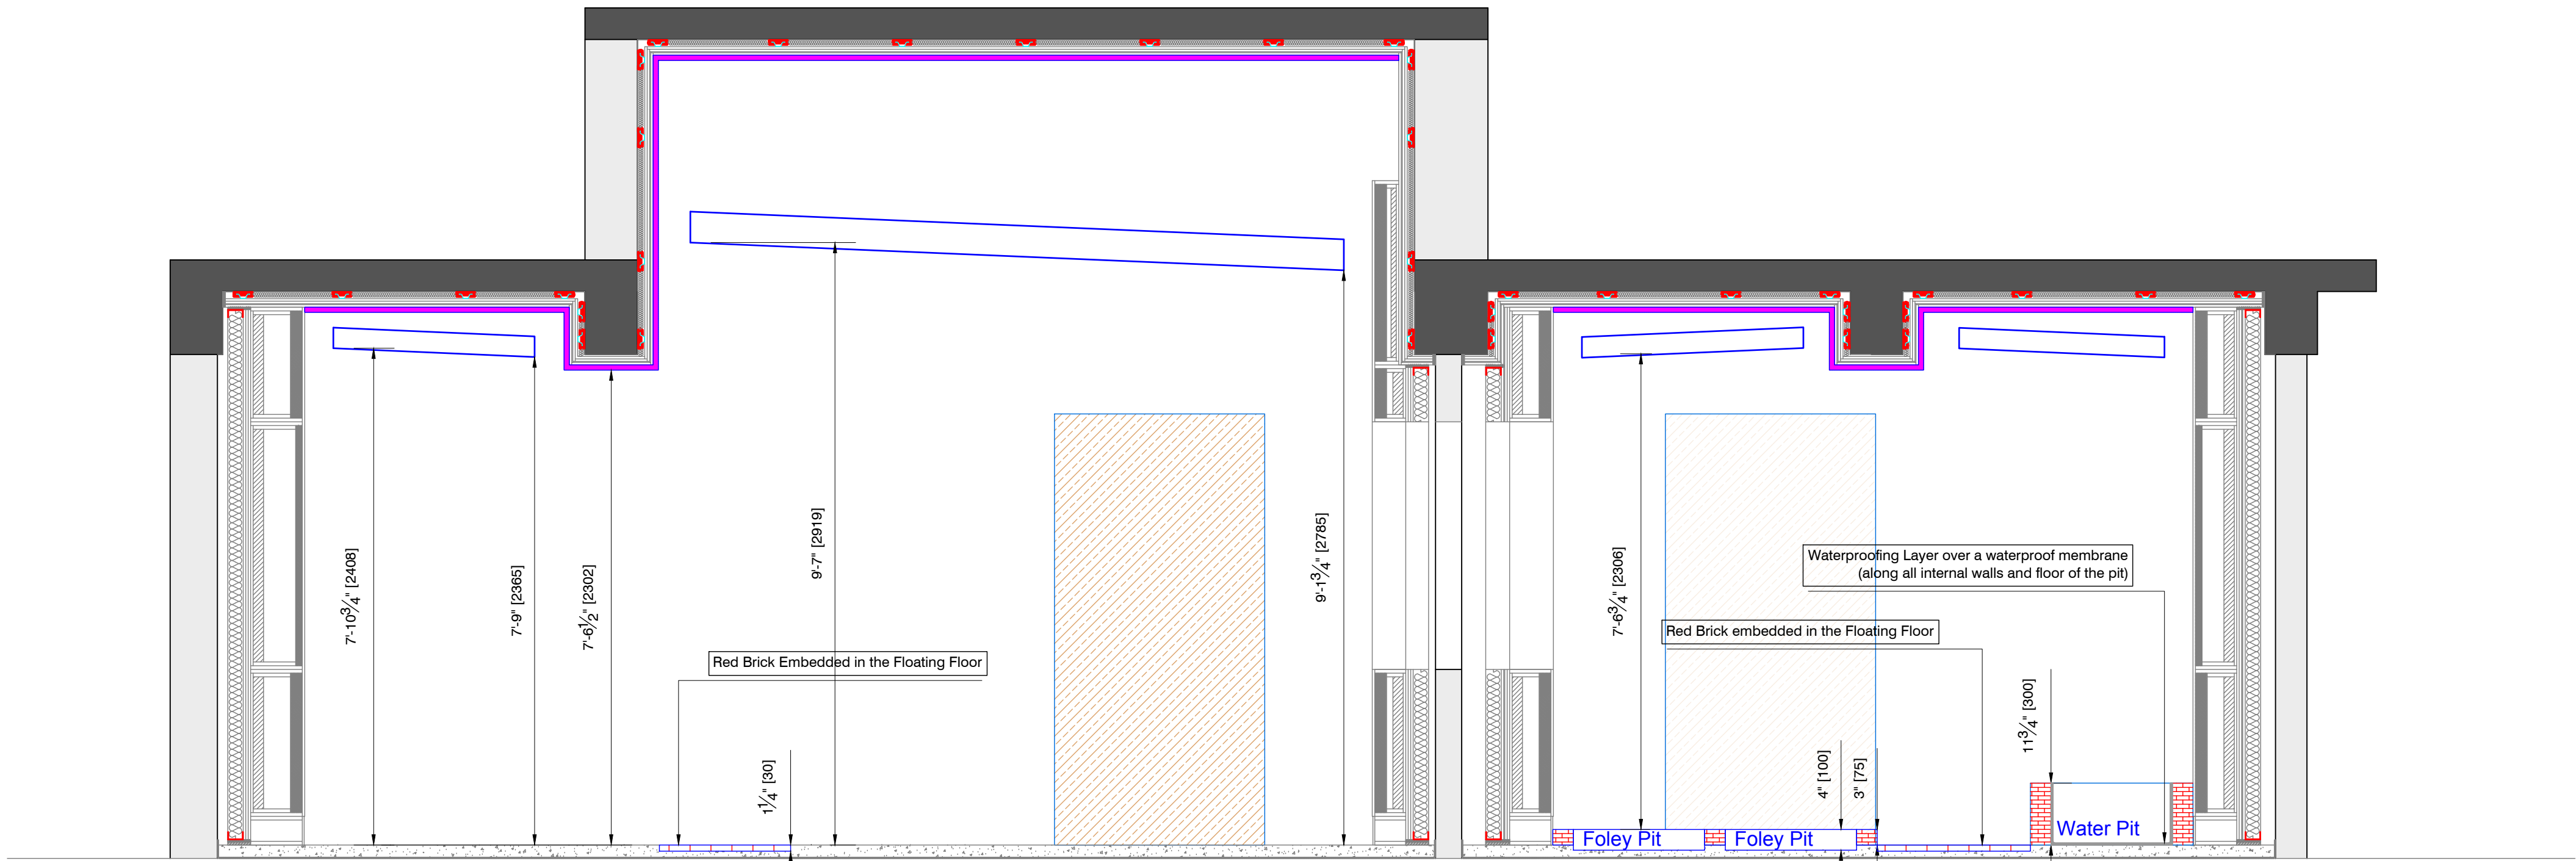 7'-10¾" [2408]
7'-9" [2365]
7'-6½" [2302]
9'-7" [2919]
9'-1¾" [2785]
Red Brick Embedded in the Floating Floor
1¼" [30]
7'-6¾" [2306]
Waterproofing Layer over a waterproof membrane
(along all internal walls and floor of the pit)
Red Brick embedded in the Floating Floor
4" [100]
3" [75]
11¾" [300]
Foley Pit
Foley Pit
Water Pit